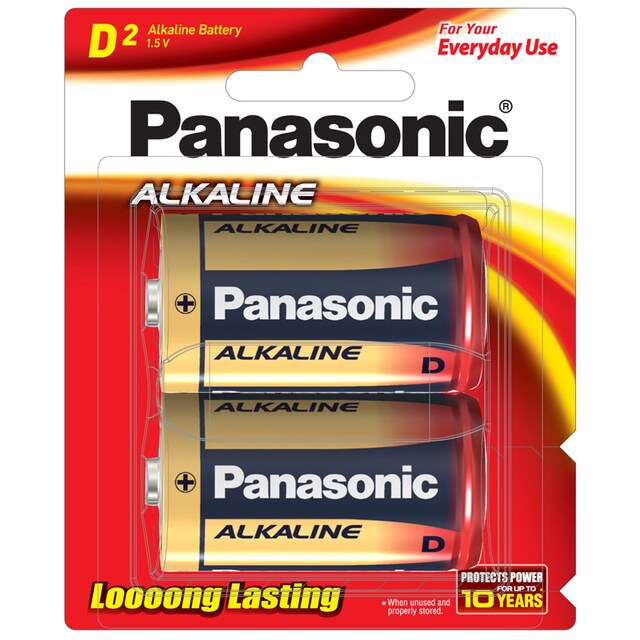 D2 Alkaline Battery
1.5 V
For Your
Everyday Use
Panasonic®
ALKALINE
ALKALINE
+ Panasonic
ALKALINE D
ALKALINE
+ Panasonic
ALKALINE D
Loooong Lasting
* When unused and
properly stored.
PROTECTS POWER
FOR UP TO
10 YEARS